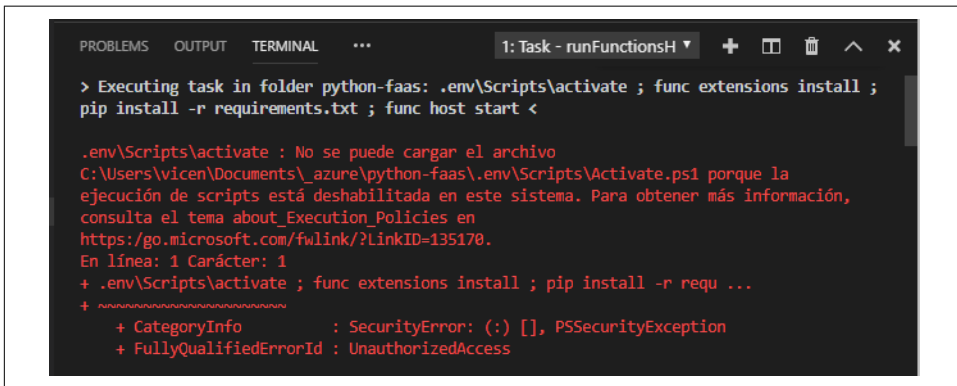 PROBLEMS OUTPUT TERMINAL ••• 1: Task - runFunctionsH
> Executing task in folder python-faas: .env\Scripts\activate ; func extensions install ;
pip install -r requirements.txt ; func host start <
.env\Scripts\activate : No se puede cargar el archivo
C:\Users\vicen\Documents\_azure\python-faas\.env\Scripts\Activate.ps1 porque la
ejecución de scripts está deshabilitada en este sistema. Para obtener más información,
consulta el tema about_Execution_Policies en
https:/go.microsoft.com/fwlink/?LinkID=135170.
En línea: 1 Carácter: 1
+ .env\Scripts\activate ; func extensions install ; pip install -r requ ...
+ ~~~~~~~~~~~~~~~~~~~~~
+ CategoryInfo : SecurityError: (:) [], PSSecurityException
+ FullyQualifiedErrorId : UnauthorizedAccess